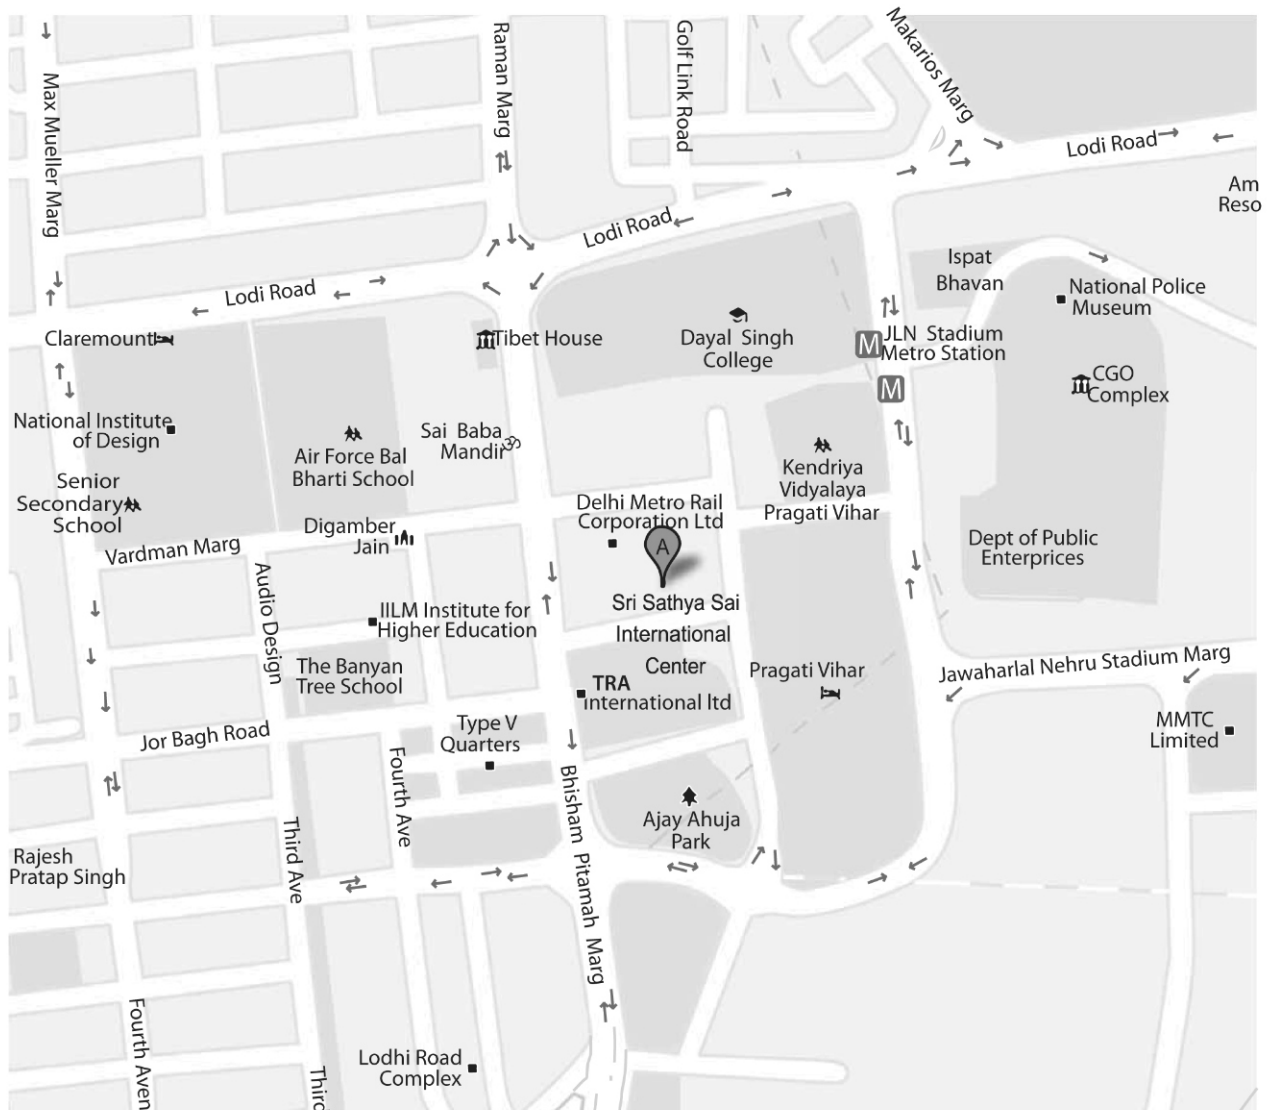 Max Mueller Marg
Raman Marg
Golf Link Road
Makarios Marg
Lodi Road
Am
Reso
Lodi Road
Ispat
Bhavan
National Police
Museum
Lodi Road
Claremount
Tibet House
Dayal Singh
College
M
JLN Stadium
Metro Station
M
CGO
Complex
National Institute
of Design
Sai Baba
Mandir
ॐ
Air Force Bal
Bharti School
Kendriya
Vidyalaya
Pragati Vihar
Senior
Secondary
School
Delhi Metro Rail
Corporation Ltd
Digamber
Jain
Vardman Marg
A
Dept of Public
Enterprices
Audio Design
IILM Institute for
Higher Education
Sri Sathya Sai
International
Center
The Banyan
Tree School
Pragati Vihar
Jawaharlal Nehru Stadium Marg
TRA
international ltd
Type V
Quarters
Jor Bagh Road
MMTC
Limited
Fourth Ave
Bhisham Pitamah Marg
Ajay Ahuja
Park
Third Ave
Rajesh
Pratap Singh
Fourth Aven
Lodhi Road
Complex
Third